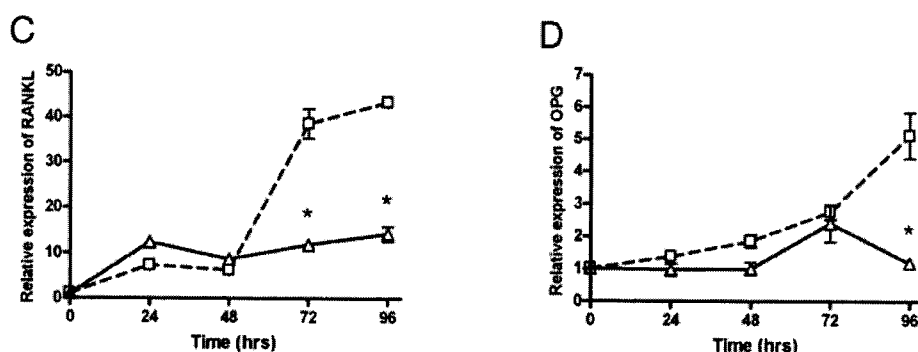 C
Relative expression of RANKL
50
40
30
20
10
0
*
*
0 24 48 72 96
Time (hrs)
D
Relative expression of OPG
7
6
5
4
3
2
1
0
*
0 24 48 72 96
Time (hrs)